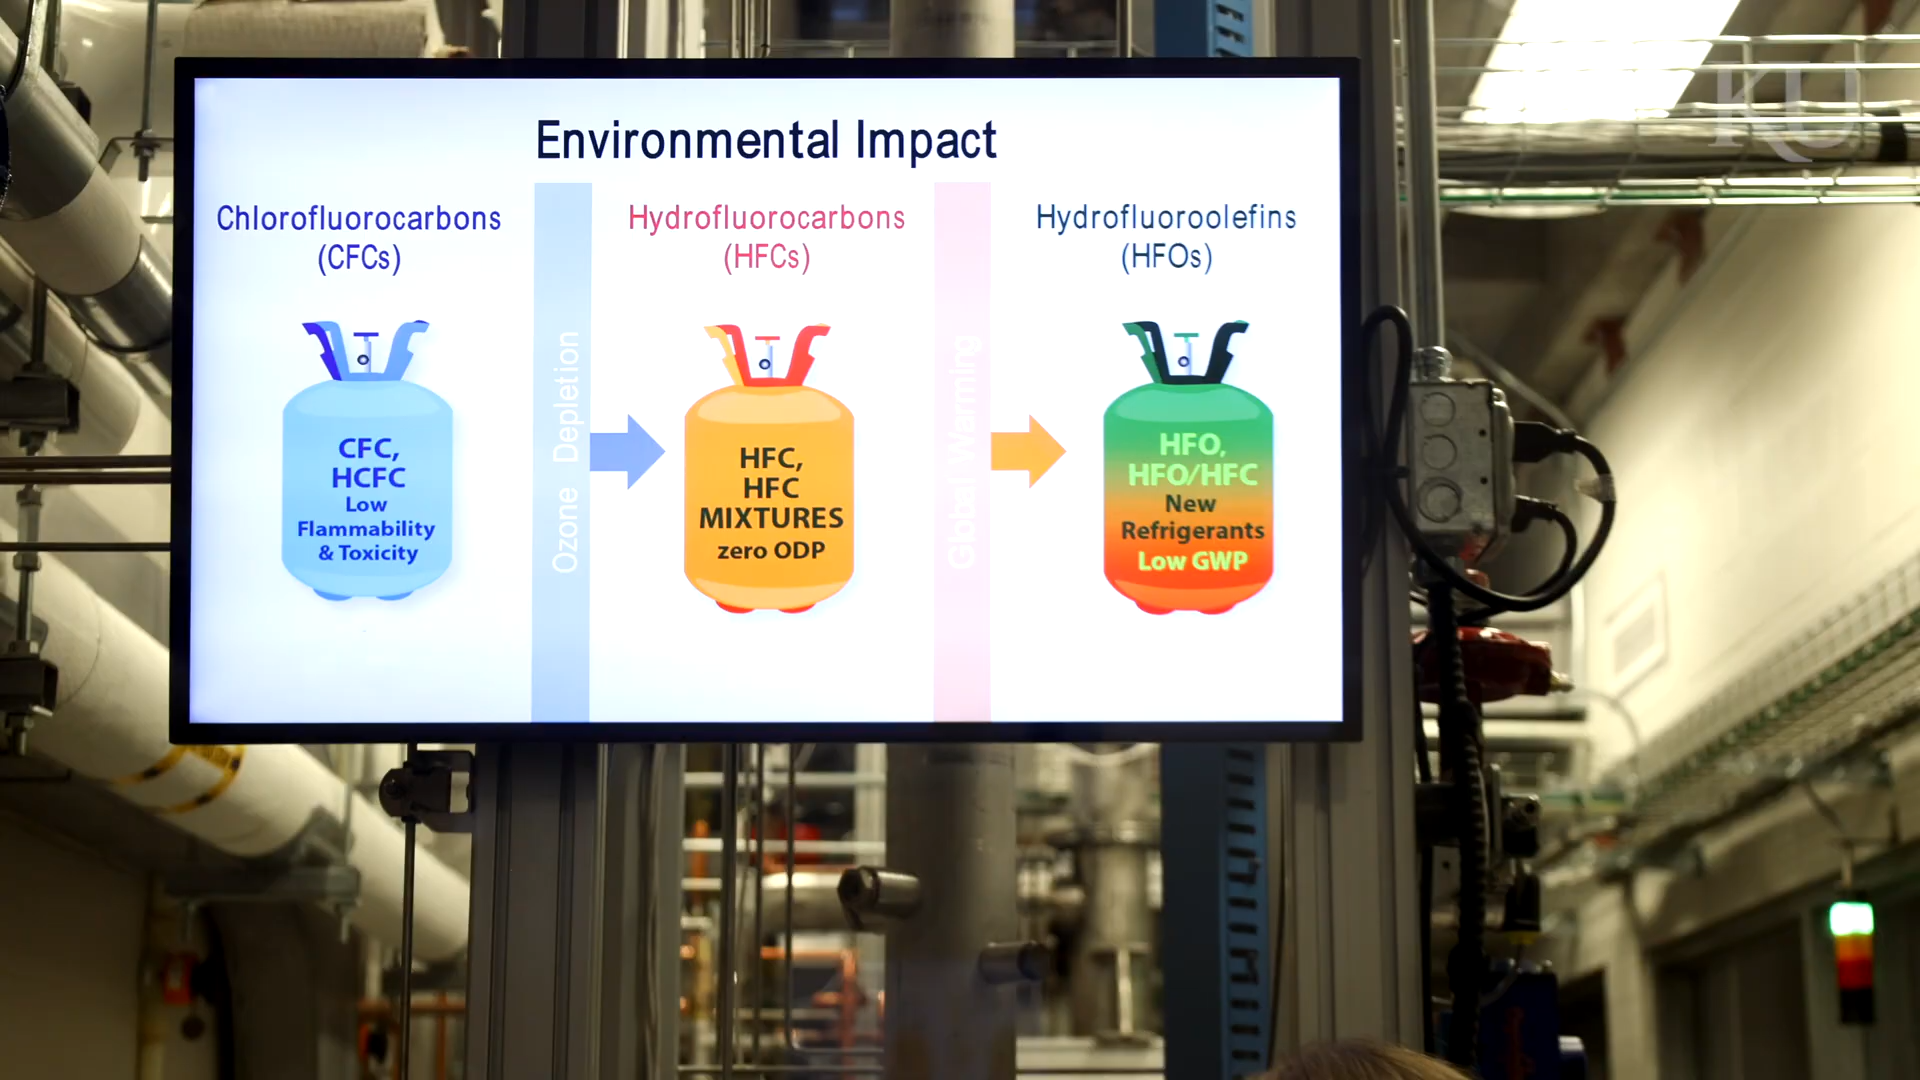 KU
Environmental Impact
Chlorofluorocarbons
(CFCs)
CFC,
HCFC
Low
Flammability
& Toxicity
Ozone Depletion
Hydrofluorocarbons
(HFCs)
HFC,
HFC
MIXTURES
zero ODP
Global Warming
Hydrofluoroolefins
(HFOs)
HFO,
HFO/HFC
New
Refrigerants
Low GWP